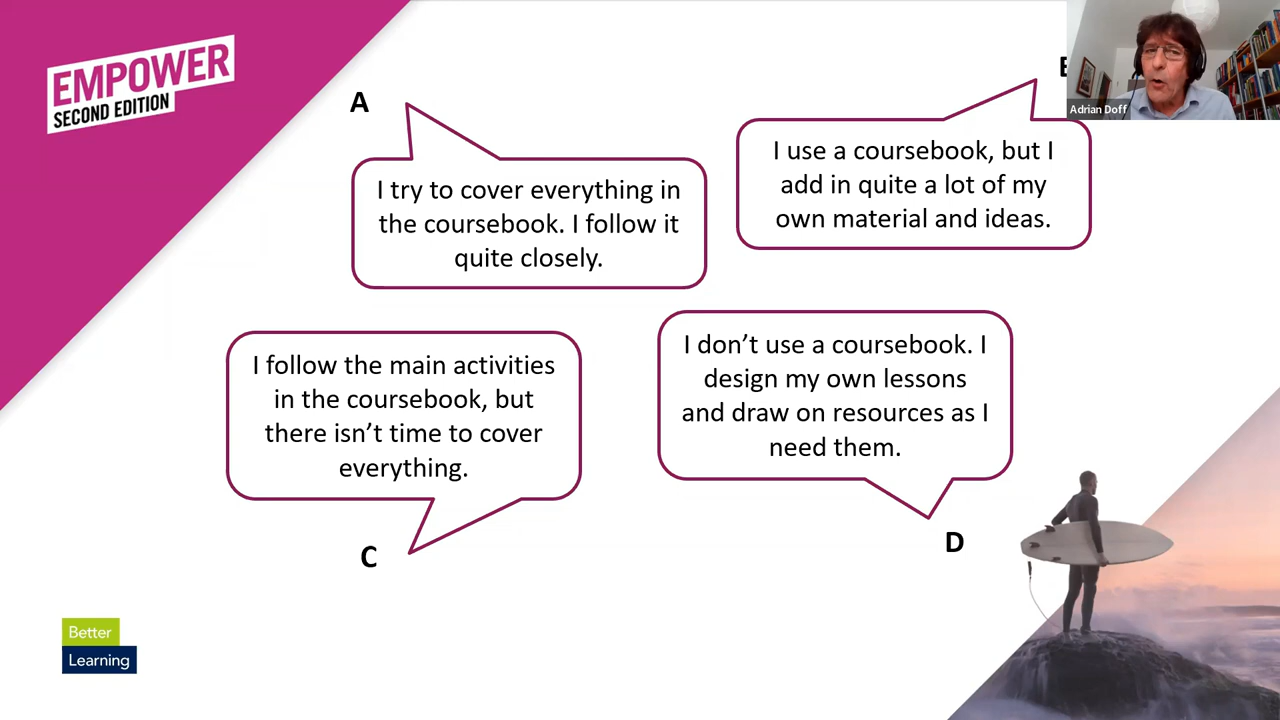 EMPOWER
SECOND EDITION
A
I try to cover everything in
the coursebook. I follow it
quite closely.
Adrian Doff
I use a coursebook, but I
add in quite a lot of my
own material and ideas.
I follow the main activities
in the coursebook, but
there isn’t time to cover
everything.
C
I don’t use a coursebook. I
design my own lessons
and draw on resources as I
need them.
D
Better
Learning